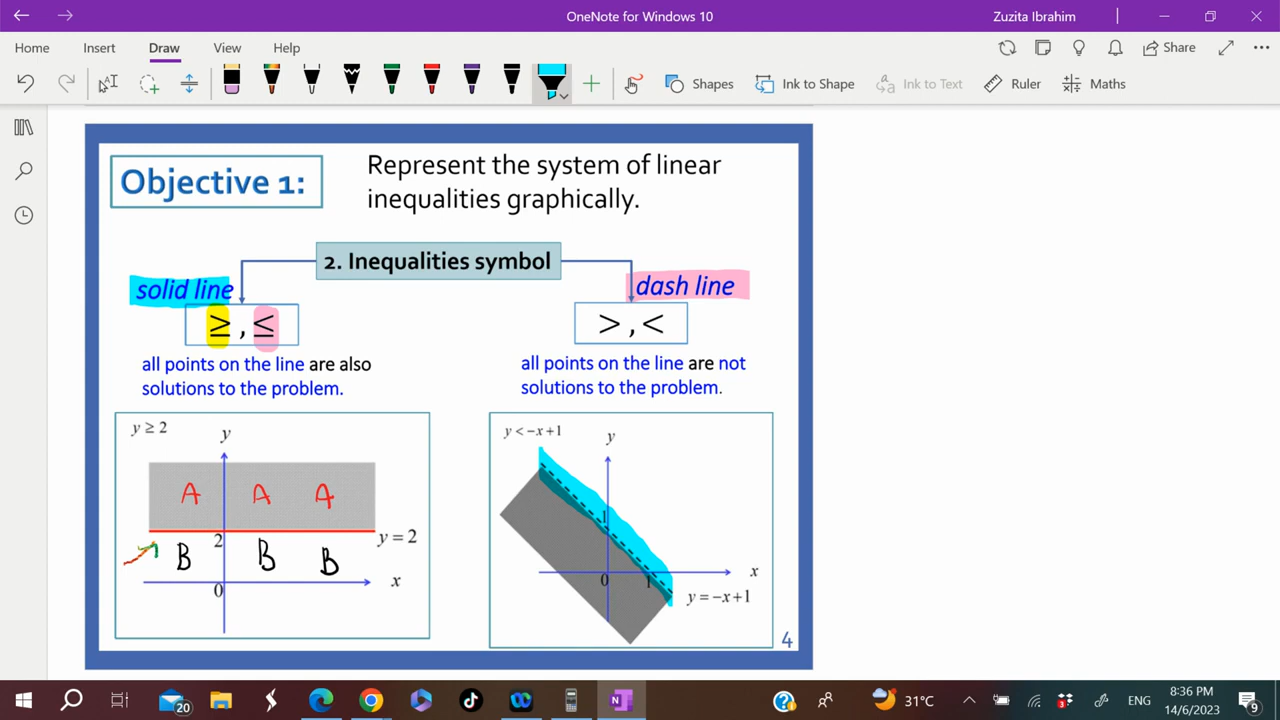 OneNote for Windows 10
Zuzita Ibrahim
Home Insert Draw View Help
Share
Shapes Ink to Shape Ink to Text Ruler Maths
Objective 1:
Represent the system of linear
inequalities graphically.
2. Inequalities symbol
solid line
dash line
≥ , ≤
> , <
all points on the line are also
solutions to the problem.
all points on the line are not
solutions to the problem.
y ≥ 2
y
A A A
2
y = 2
B B B
0
x
y < −x+1
y
1
0
1
x
y = −x+1
4
20
31°C
3
ENG
8:36 PM
14/6/2023
9